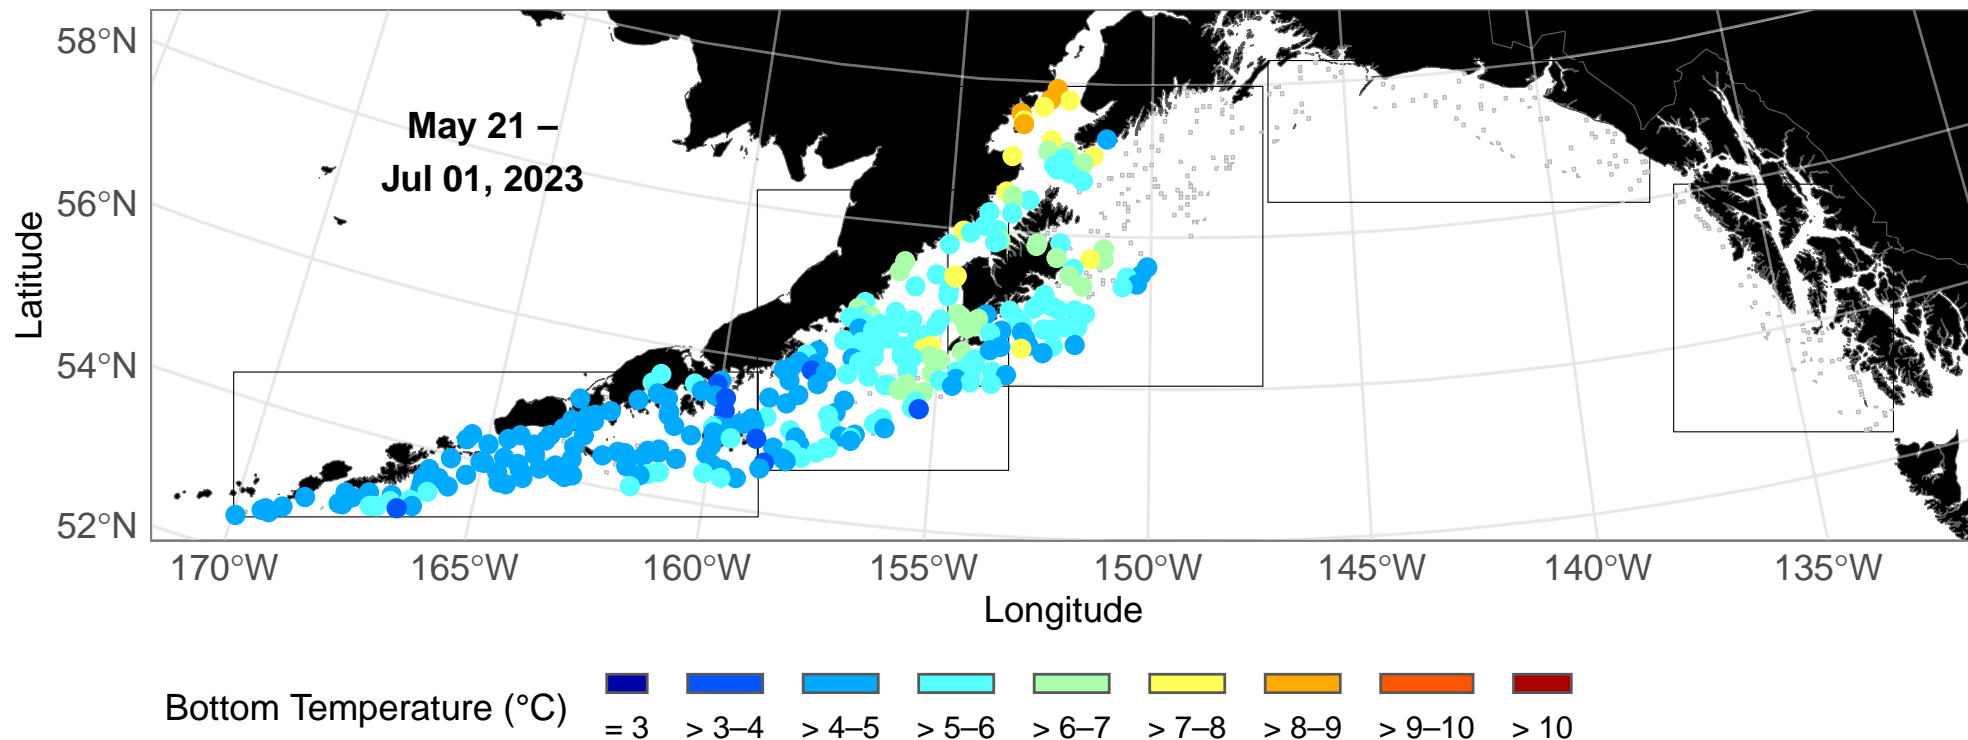 58°N
56°N
54°N
52°N
Latitude
May 21 –
Jul 01, 2023
170°W 165°W 160°W 155°W 150°W 145°W 140°W 135°W
Longitude
Bottom Temperature (°C)
= 3 > 3–4 > 4–5 > 5–6 > 6–7 > 7–8 > 8–9 > 9–10 > 10